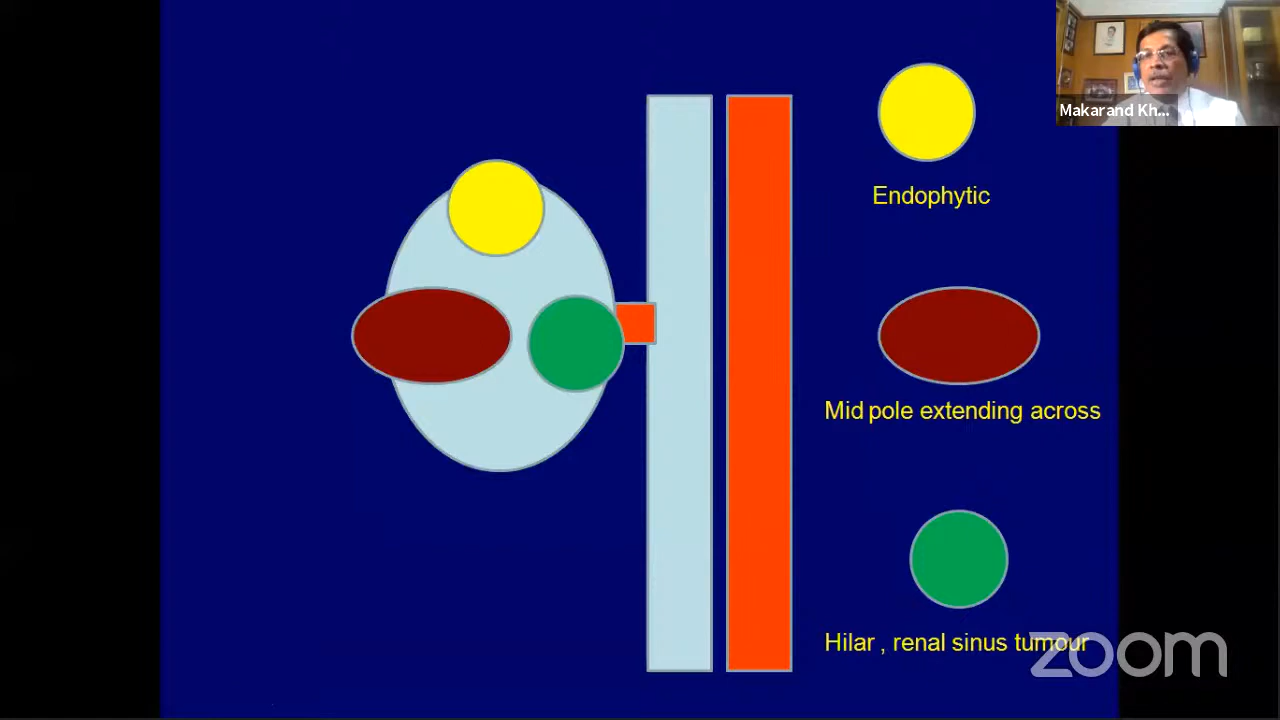 Makarand Kh...
Endophytic
Mid pole extending across
Hilar , renal sinus tumour
zoom